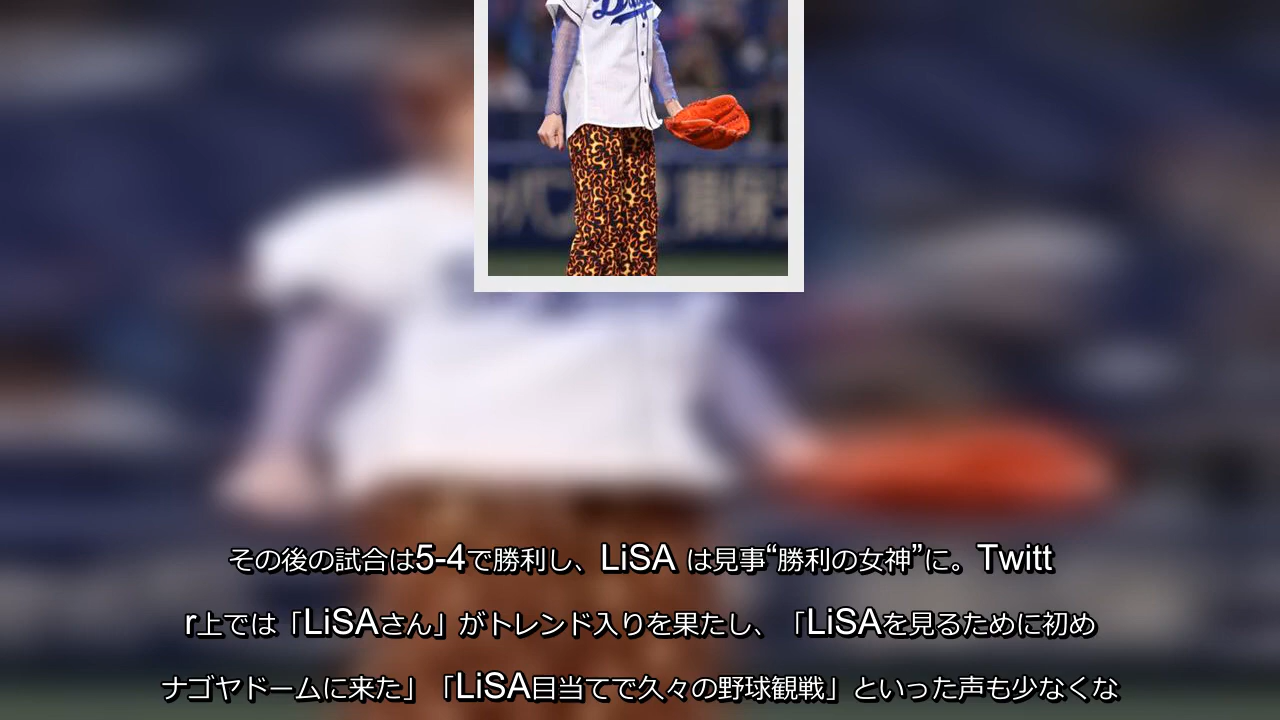 その後の試合は5-4で勝利し、LiSA は見事“勝利の女神”に。Twitt
r上では「LiSAさん」がトレンド入りを果たし、「LiSAを見るために初め
ナゴヤドームに来た」「LiSA目当てで久々の野球観戦」といった声も少なくな